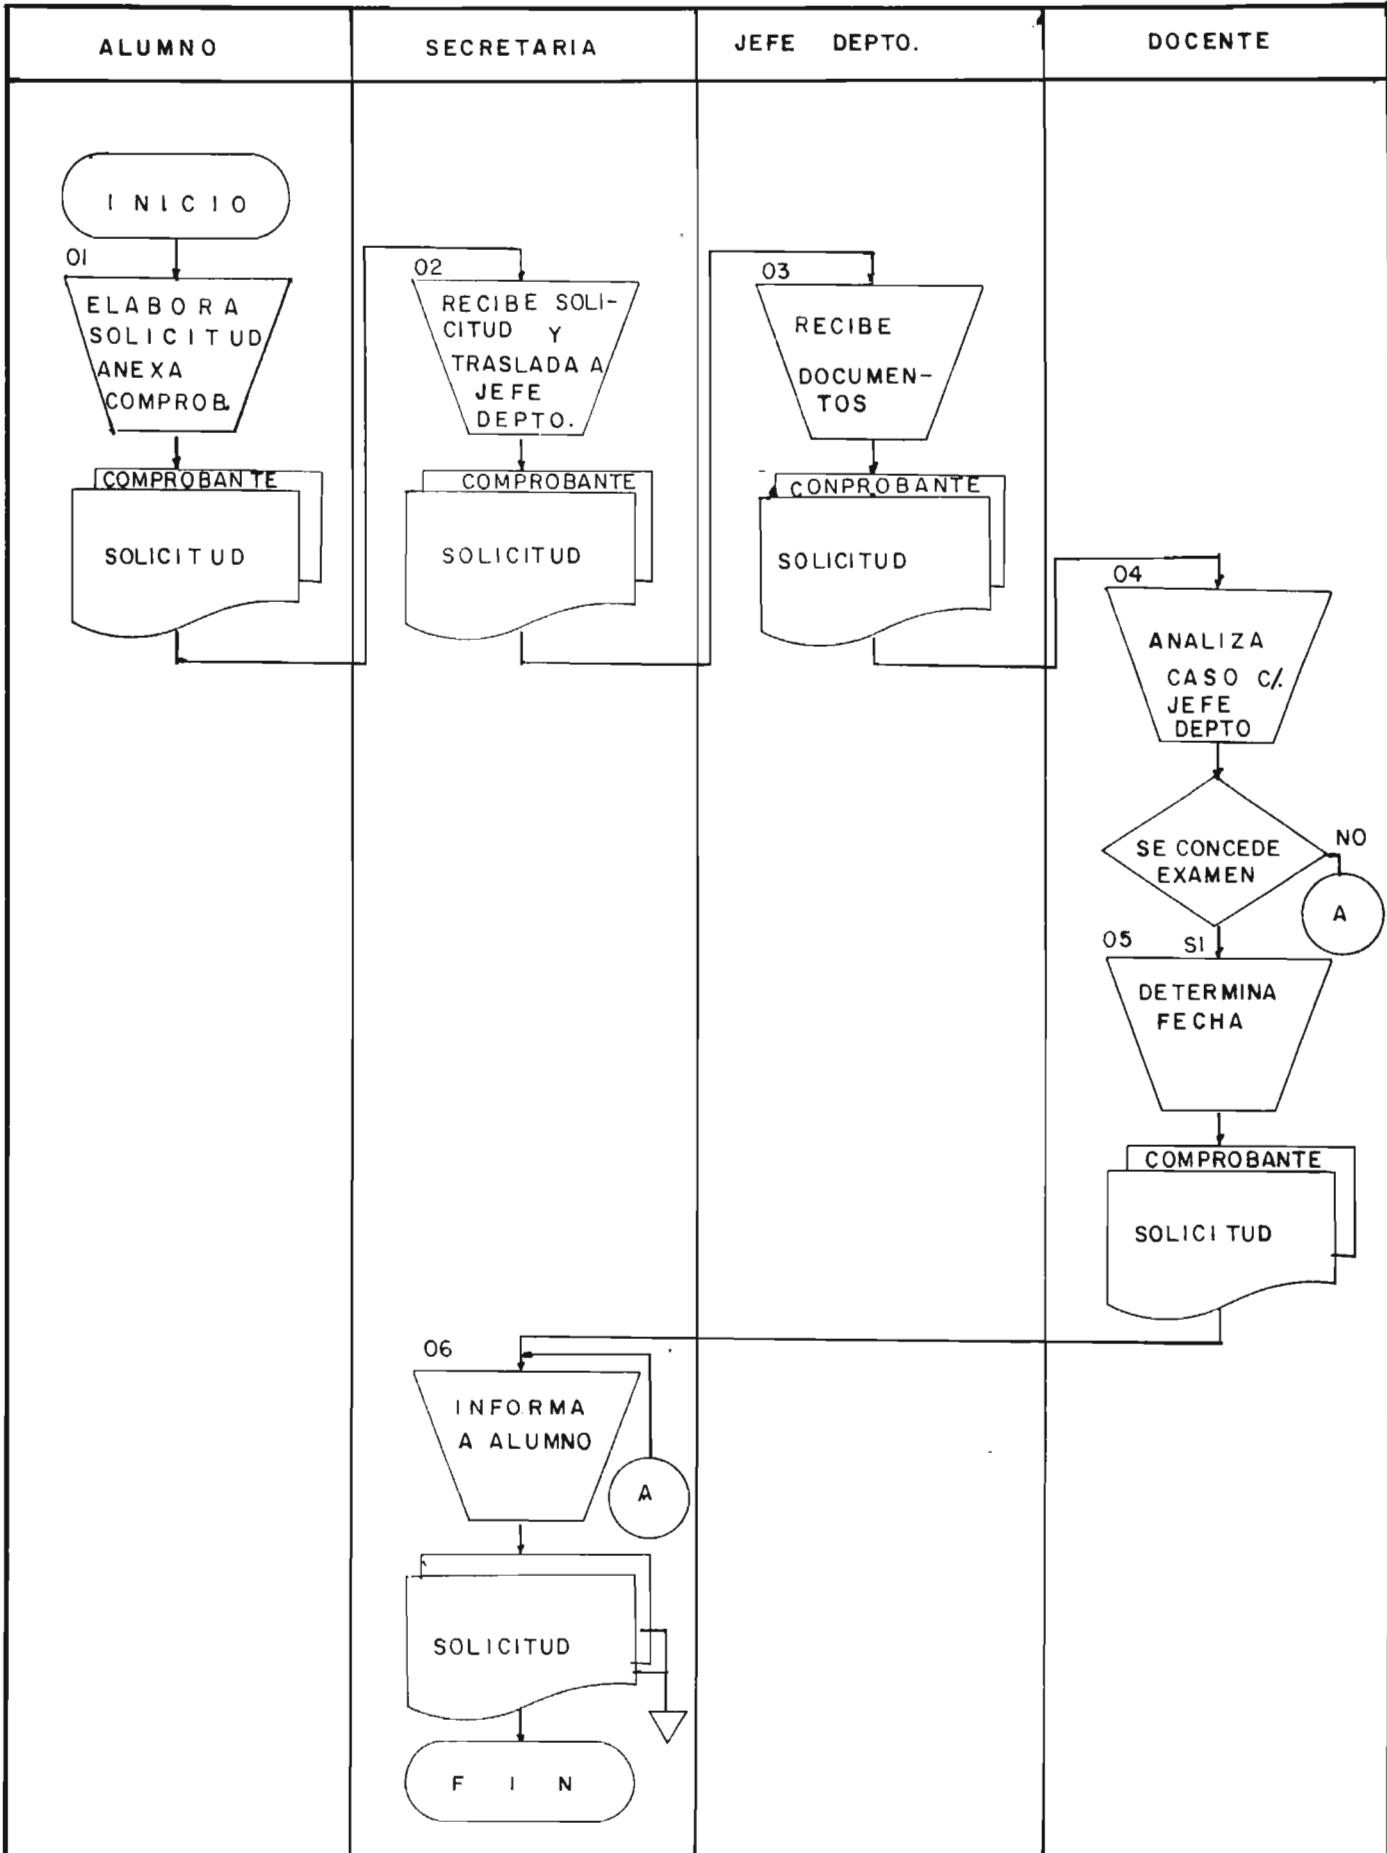 ALUMNO
SECRETARIA
JEFE DEPTO.
DOCENTE
INICIO
01
ELABORA
SOLICITUD
ANEXA
COMPROB.
COMPROBANTE
SOLICITUD
02
RECIBE SOLI-
CITUD Y
TRASLADA A
JEFE
DEPTO.
COMPROBANTE
SOLICITUD
03
RECIBE
DOCUMEN-
TOS
CONPROBANTE
SOLICITUD
04
ANALIZA
CASO C/.
JEFE
DEPTO
SE CONCEDE
EXAMEN
NO
A
SI
05
DETERMINA
FECHA
COMPROBANTE
SOLICITUD
06
INFORMA
A ALUMNO
A
SOLICITUD
FIN